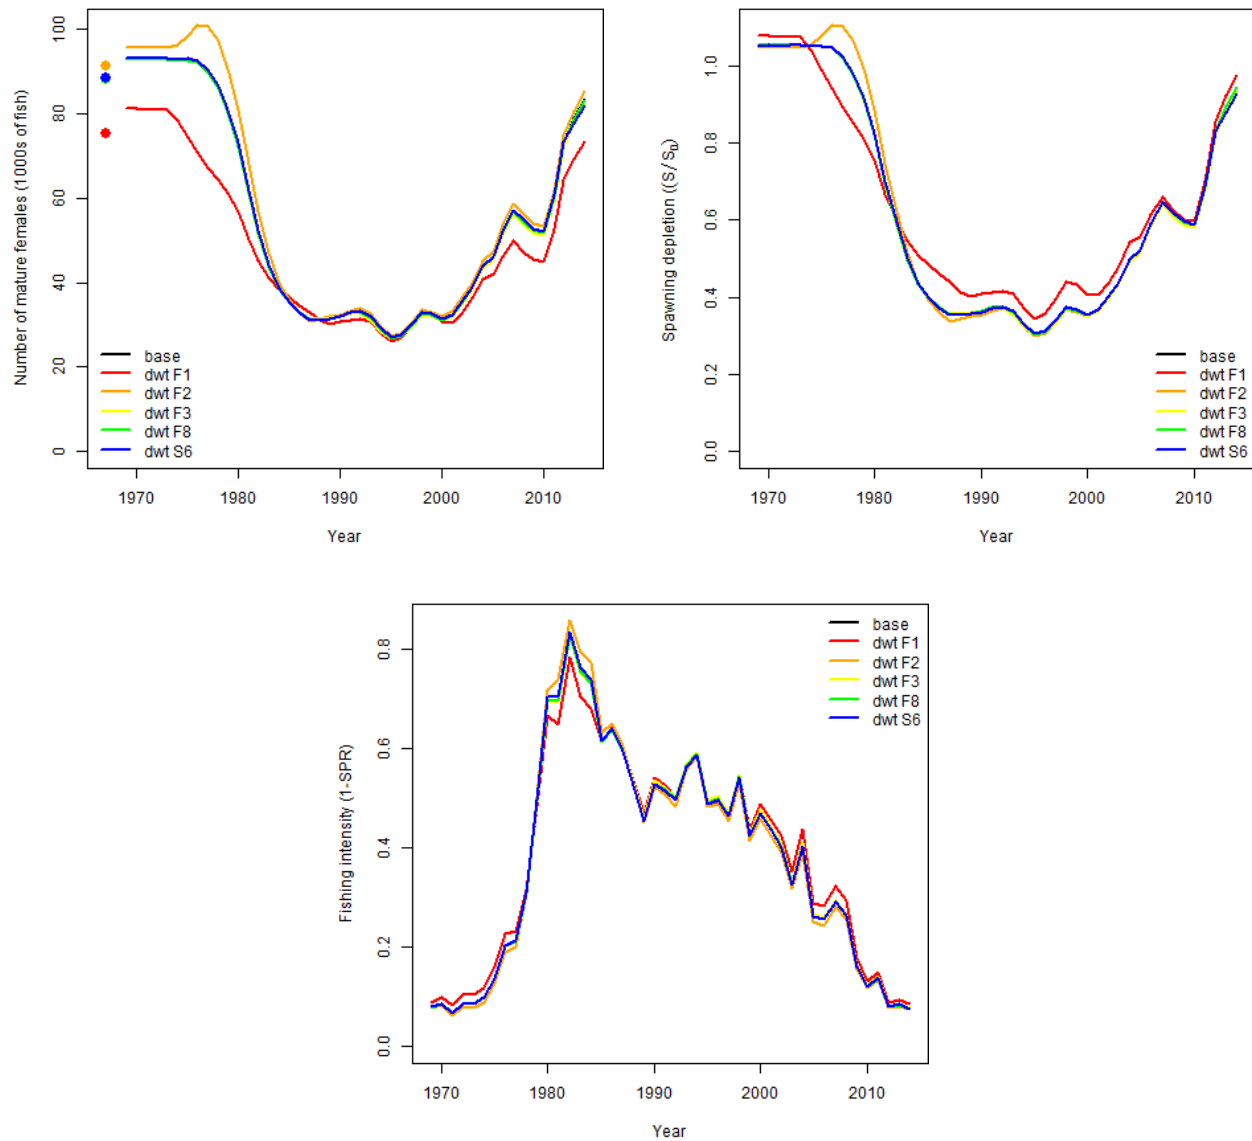 Number of mature females (1000s of fish)
0
20
40
60
80
100
base
dwt F1
dwt F2
dwt F3
dwt F8
dwt S6
1970
1980
1990
2000
2010
Year
Spawning depletion ((S/S₀)
0.0
0.2
0.4
0.6
0.8
1.0
base
dwt F1
dwt F2
dwt F3
dwt F8
dwt S6
1970
1980
1990
2000
2010
Year
Fishing intensity (1-SPR)
0.0
0.2
0.4
0.6
0.8
base
dwt F1
dwt F2
dwt F3
dwt F8
dwt S6
1970
1980
1990
2000
2010
Year